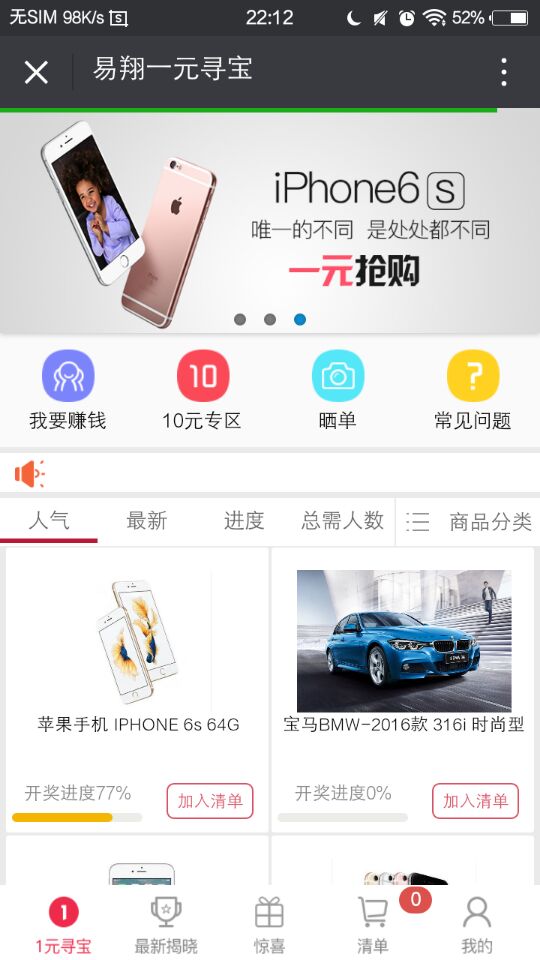 无SIM 98K/s S 22:12 52%
易翔一元寻宝
iPhone6s
唯一的不同 是处处都不同
一元抢购
10
?
我要赚钱 10元专区 晒单 常见问题
人气 最新 进度 总需人数 商品分类
苹果手机 IPHONE 6s 64G
宝马BMW-2016款 316i 时尚型
开奖进度77% 加入清单
开奖进度0% 加入清单
1
0
1元寻宝 最新揭晓 惊喜 清单 我的